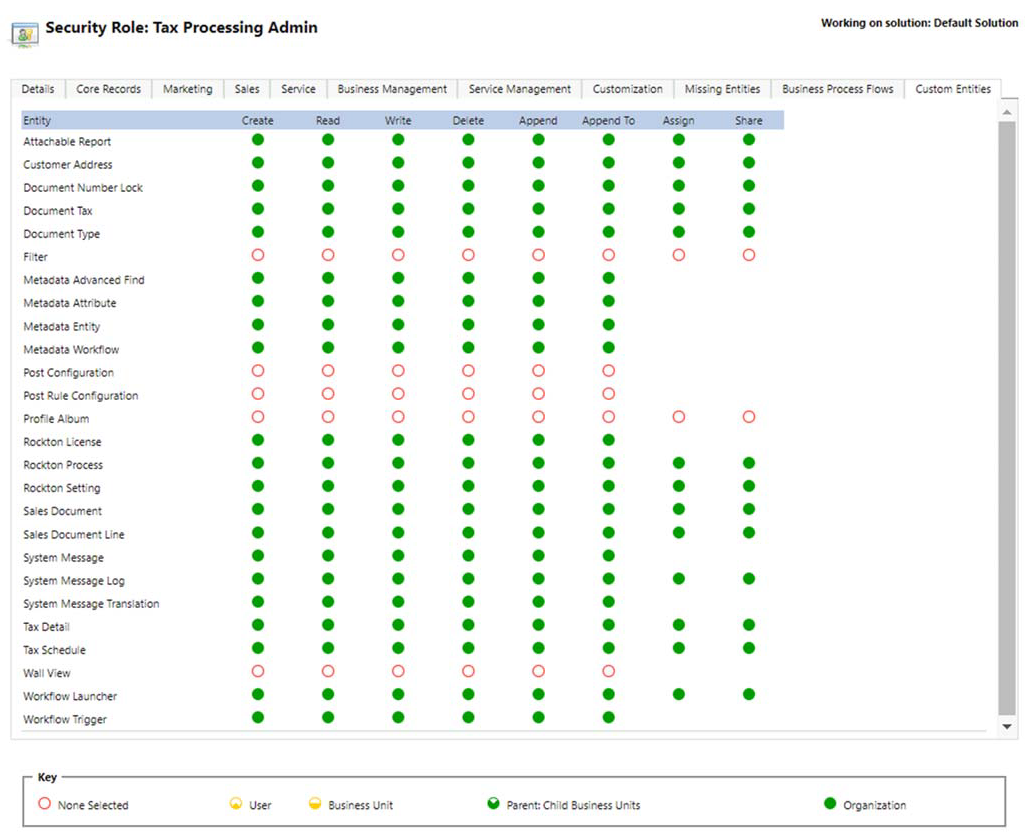 Security Role: Tax Processing Admin
Working on solution: Default Solution
Details Core Records Marketing Sales Service Business Management Service Management Customization Missing Entities Business Process Flows Custom Entities
Entity Create Read Write Delete Append Append To Assign Share
Attachable Report
Customer Address
Document Number Lock
Document Tax
Document Type
Filter
Metadata Advanced Find
Metadata Attribute
Metadata Entity
Metadata Workflow
Post Configuration
Post Rule Configuration
Profile Album
Rockton License
Rockton Process
Rockton Setting
Sales Document
Sales Document Line
System Message
System Message Log
System Message Translation
Tax Detail
Tax Schedule
Wall View
Workflow Launcher
Workflow Trigger
Key
None Selected User Business Unit Parent: Child Business Units Organization